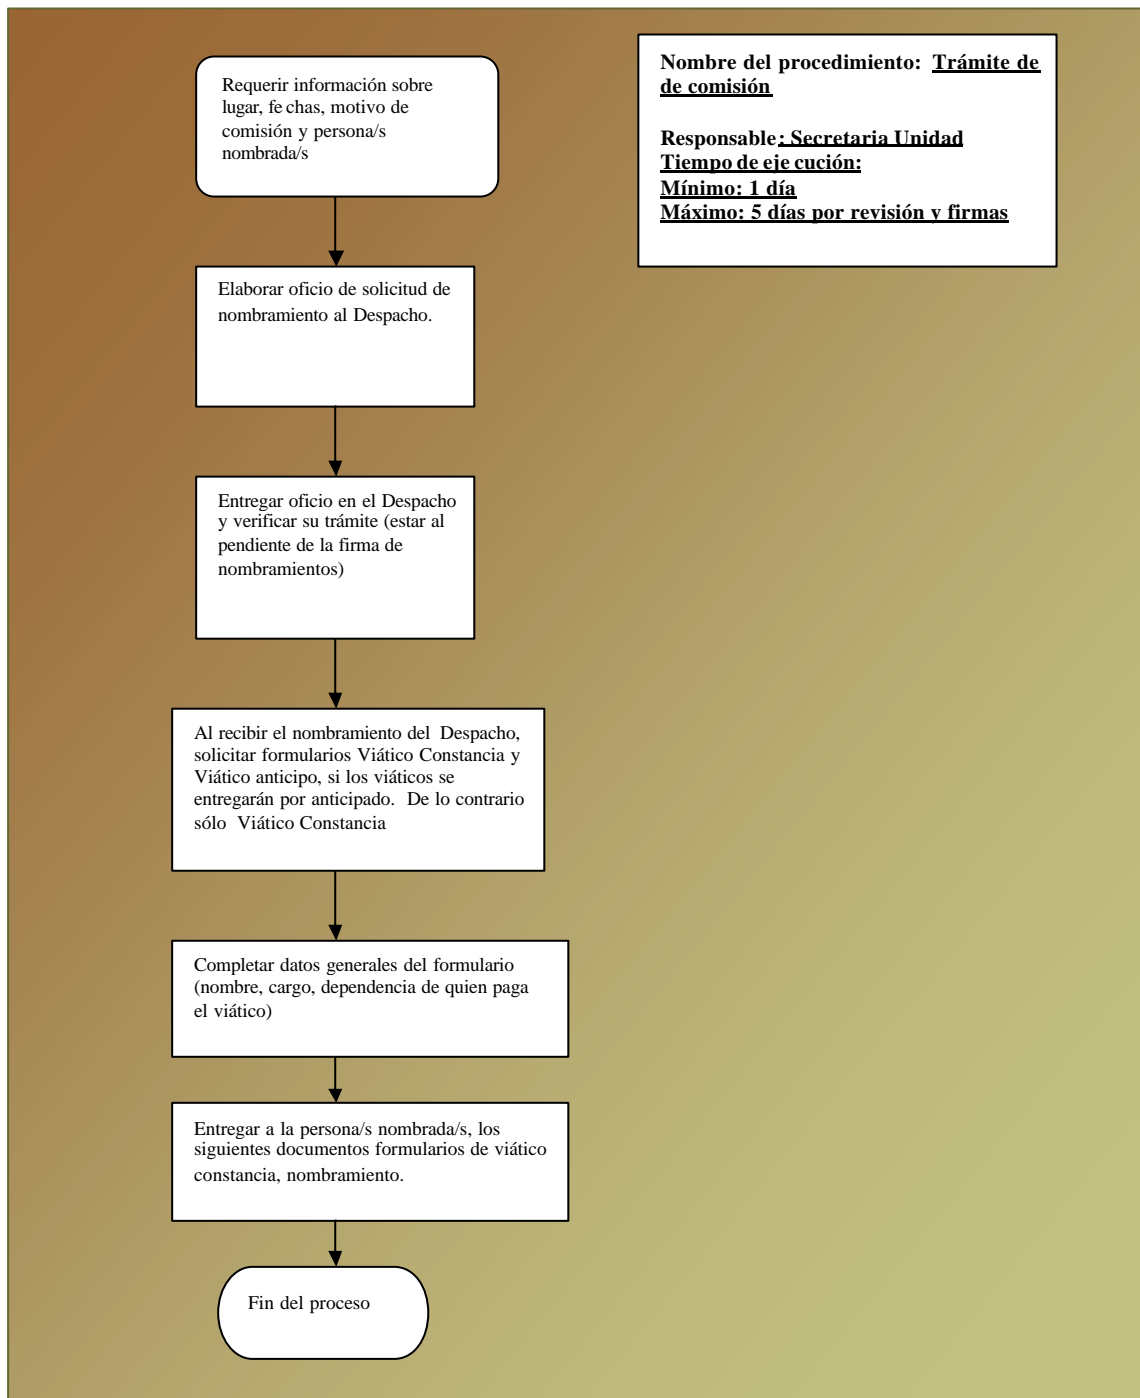 Requerir información sobre
lugar, fe chas, motivo de
comisión y persona/s
nombrada/s
Nombre del procedimiento: Trámite de
de comisión
Responsable: Secretaria Unidad
Tiempo de eje cución:
Mínimo: 1 día
Máximo: 5 días por revisión y firmas
Elaborar oficio de solicitud de
nombramiento al Despacho.
Entregar oficio en el Despacho
y verificar su trámite (estar al
pendiente de la firma de
nombramientos)
Al recibir el nombramiento del Despacho,
solicitar formularios Viático Constancia y
Viático anticipo, si los viáticos se
entregarán por anticipado. De lo contrario
sólo Viático Constancia
Completar datos generales del formulario
(nombre, cargo, dependencia de quien paga
el viático)
Entregar a la persona/s nombrada/s, los
siguientes documentos formularios de viático
constancia, nombramiento.
Fin del proceso